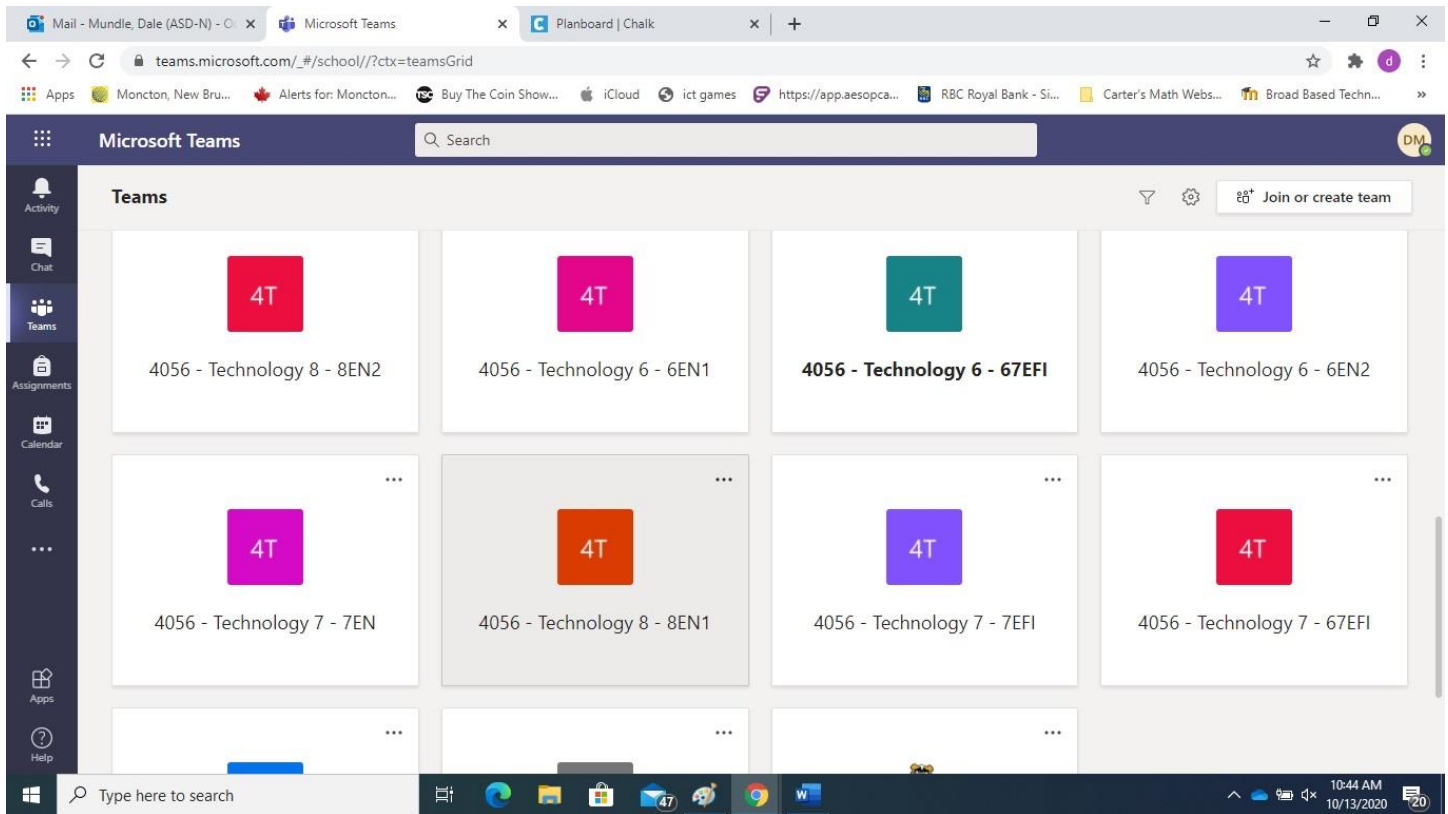 Mail - Mundle, Dale (ASD-N) - O
Microsoft Teams
Planboard | Chalk
teams.microsoft.com/_#/school//?ctx=teamsGrid
d
Apps
Moncton, New Bru...
Alerts for: Moncton...
TSC
Buy The Coin Show...
iCloud
ict games
https://app.aesopca...
RBC Royal Bank - Si...
Carter's Math Webs...
Broad Based Techn...
»
Microsoft Teams
Search
DM
Activity
Chat
Teams
Assignments
Calendar
Calls
Apps
Help
Teams
Join or create team
4T
4T
4T
4T
4056 - Technology 8 - 8EN2
4056 - Technology 6 - 6EN1
4056 - Technology 6 - 67EFI
4056 - Technology 6 - 6EN2
4T
4T
4T
4T
4056 - Technology 7 - 7EN
4056 - Technology 8 - 8EN1
4056 - Technology 7 - 7EFI
4056 - Technology 7 - 67EFI
Type here to search
47
W
10:44 AM
10/13/2020
20